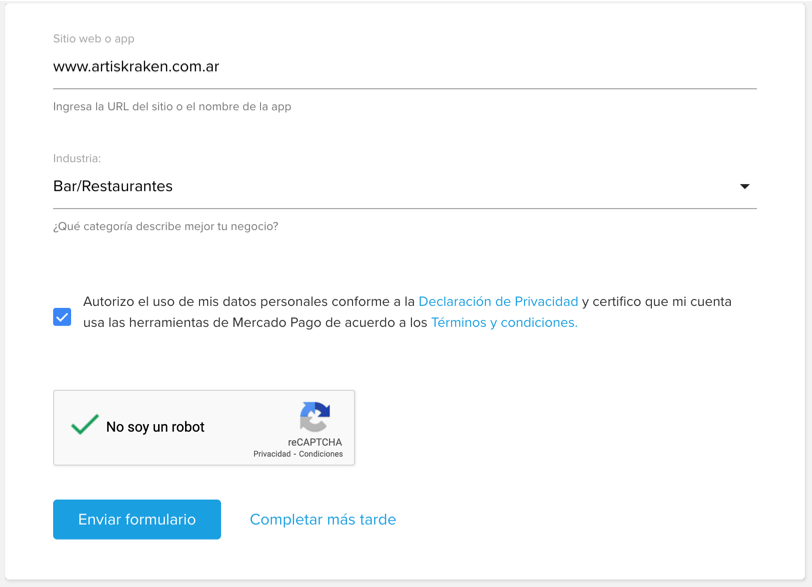 Sitio web o app
www.artiskraken.com.ar
Ingresa la URL del sitio o el nombre de la app
Industria:
Bar/Restaurantes
¿Qué categoría describe mejor tu negocio?
Autorizo el uso de mis datos personales conforme a la Declaración de Privacidad y certifico que mi cuenta
usa las herramientas de Mercado Pago de acuerdo a los Términos y condiciones.
No soy un robot
reCAPTCHA
Privacidad - Condiciones
Enviar formulario
Completar más tarde